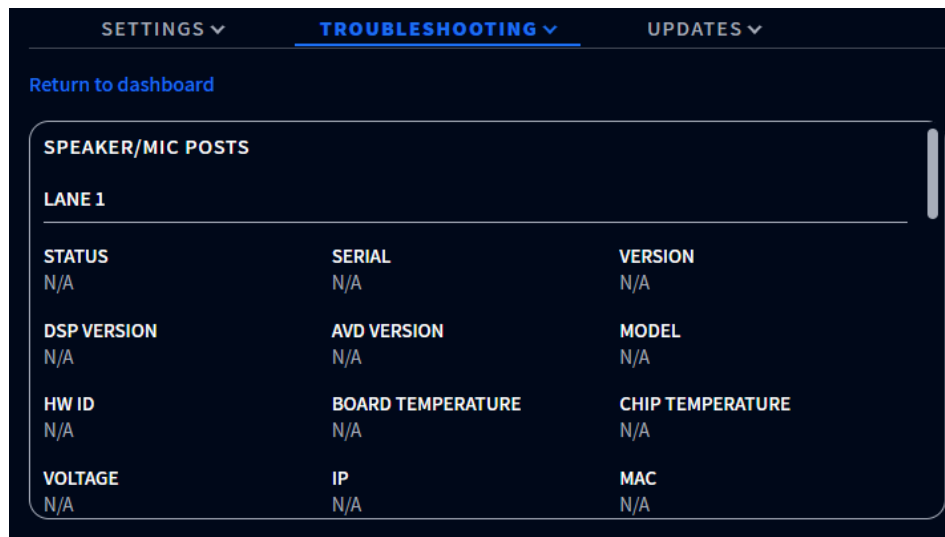 SETTINGS TROUBLESHOOTING UPDATES
Return to dashboard
SPEAKER/MIC POSTS
LANE 1
STATUS SERIAL VERSION
N/A N/A N/A
DSP VERSION AVD VERSION MODEL
N/A N/A N/A
HW ID BOARD TEMPERATURE CHIP TEMPERATURE
N/A N/A N/A
VOLTAGE IP MAC
N/A N/A N/A